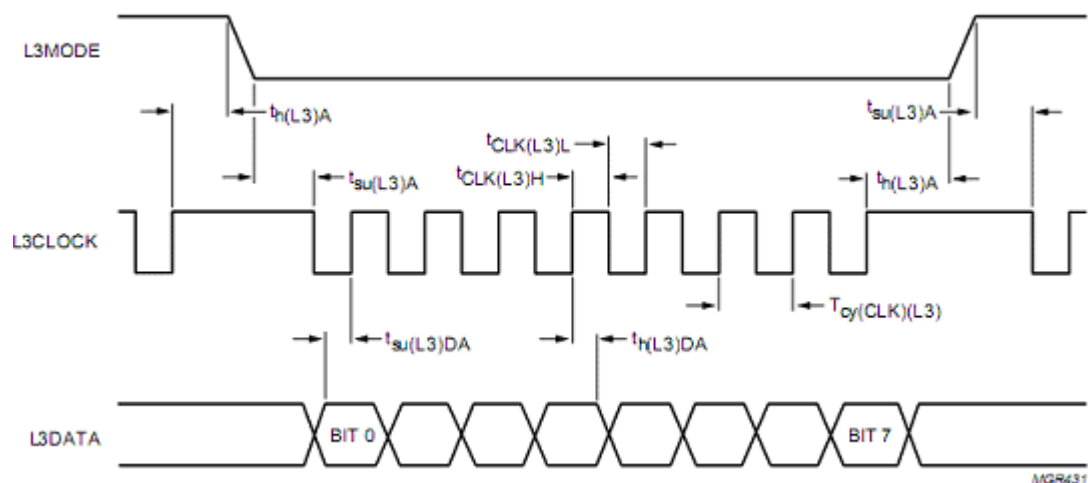 L3MODE
th(L3)A
tsu(L3)A
tCLK(L3)L
tsu(L3)A
tCLK(L3)H
th(L3)A
L3CLOCK
Tcy(CLK)(L3)
tsu(L3)DA
th(L3)DA
L3DATA
BIT 0
BIT 7
MGR431